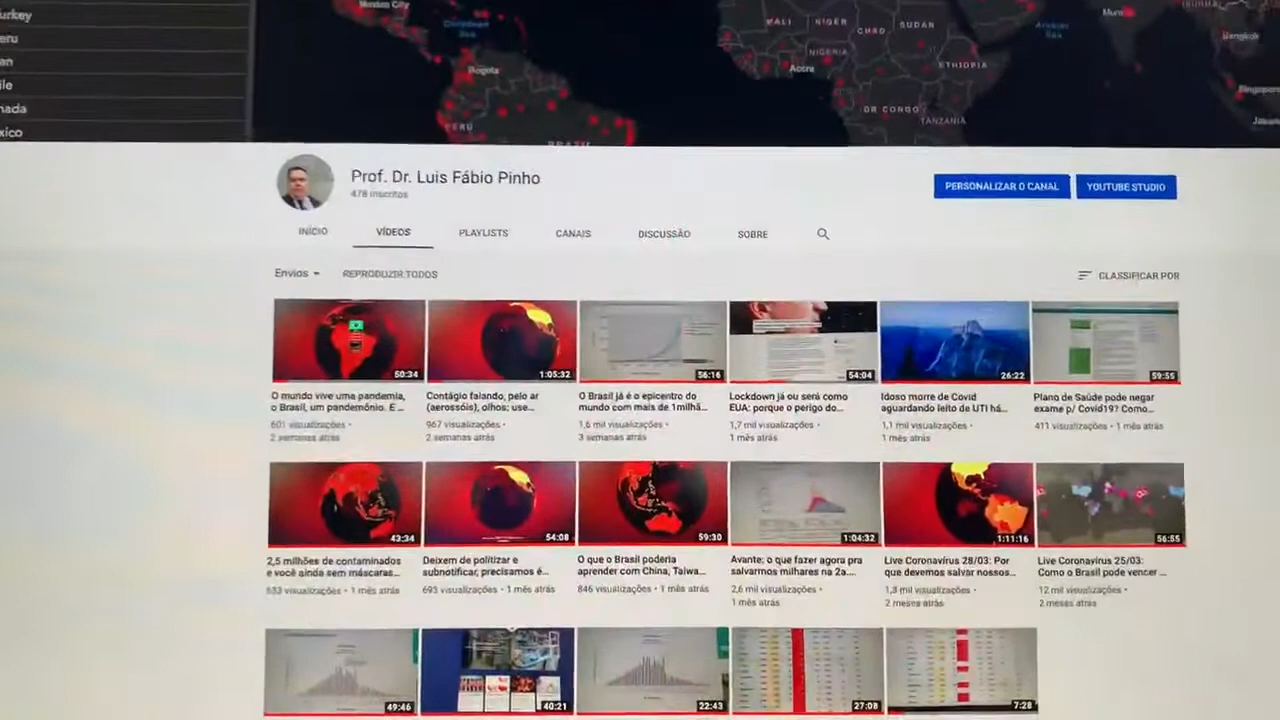 Turkey
Peru
Mexico City
Caribbean
Sea
Bogota
PERU
BRAZIL
MALI
NIGER
CHAD
SUDAN
NIGERIA
Accra
ETHIOPIA
DR CONGO
TANZANIA
Arabian
Sea
Bangkok
Prof. Dr. Luis Fábio Pinho
478 inscritos
PERSONALIZAR O CANAL
YOUTUBE STUDIO
INÍCIO VÍDEOS PLAYLISTS CANAIS DISCUSSÃO SOBRE
Envios REPRODUZIR TODOS
CLASSIFICAR POR
50:34 1:05:32 56:16 54:04 26:22 59:55
O mundo vive uma pandemia,
o Brasil, um pandemônio. E ...
601 visualizações •
2 semanas atrás
Contágio falando, pelo ar
(aerossóis), olhos: use...
967 visualizações •
2 semanas atrás
O Brasil já é o epicentro do
mundo com mais de 1milhã...
1,6 mil visualizações •
3 semanas atrás
Lockdown já ou será como
EUA: porque o perigo do...
1,7 mil visualizações •
1 mês atrás
Idoso morre de Covid
aguardando leito de UTI há...
1,1 mil visualizações •
1 mês atrás
Plano de Saúde pode negar
exame p/ Covid19? Como...
411 visualizações • 1 mês atrás
43:34 54:08 59:30 1:04:32 1:11:16 56:55
2,5 milhões de contaminados
e você ainda sem máscaras...
533 visualizações • 1 mês atrás
Deixem de politizar e
subnotificar, precisamos é...
693 visualizações • 1 mês atrás
O que o Brasil poderia
aprender com China, Taiwa...
846 visualizações • 1 mês atrás
Avante: o que fazer agora pra
salvarmos milhares na 2a....
2,6 mil visualizações •
1 mês atrás
Live Coronavírus 28/03: Por
que devemos salvar nossos...
1,3 mil visualizações •
2 meses atrás
Live Coronavírus 25/03:
Como o Brasil pode vencer ...
12 mil visualizações •
2 meses atrás
49:46 40:21 22:43 27:08 7:28